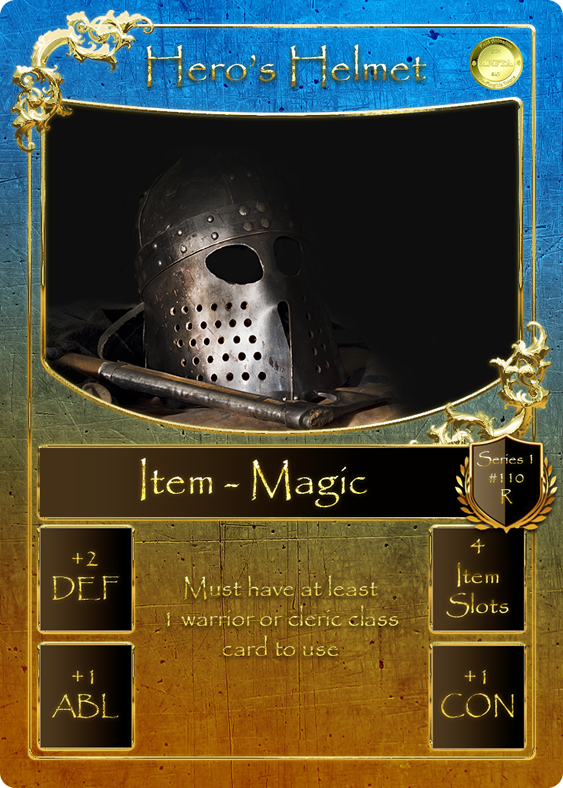 Hero's Helmet
Item - Magic
Series 1
#110
R
+2
DEF
4
Item
Slots
Must have at least
1 warrior or cleric class
card to use
+1
ABL
+1
CON